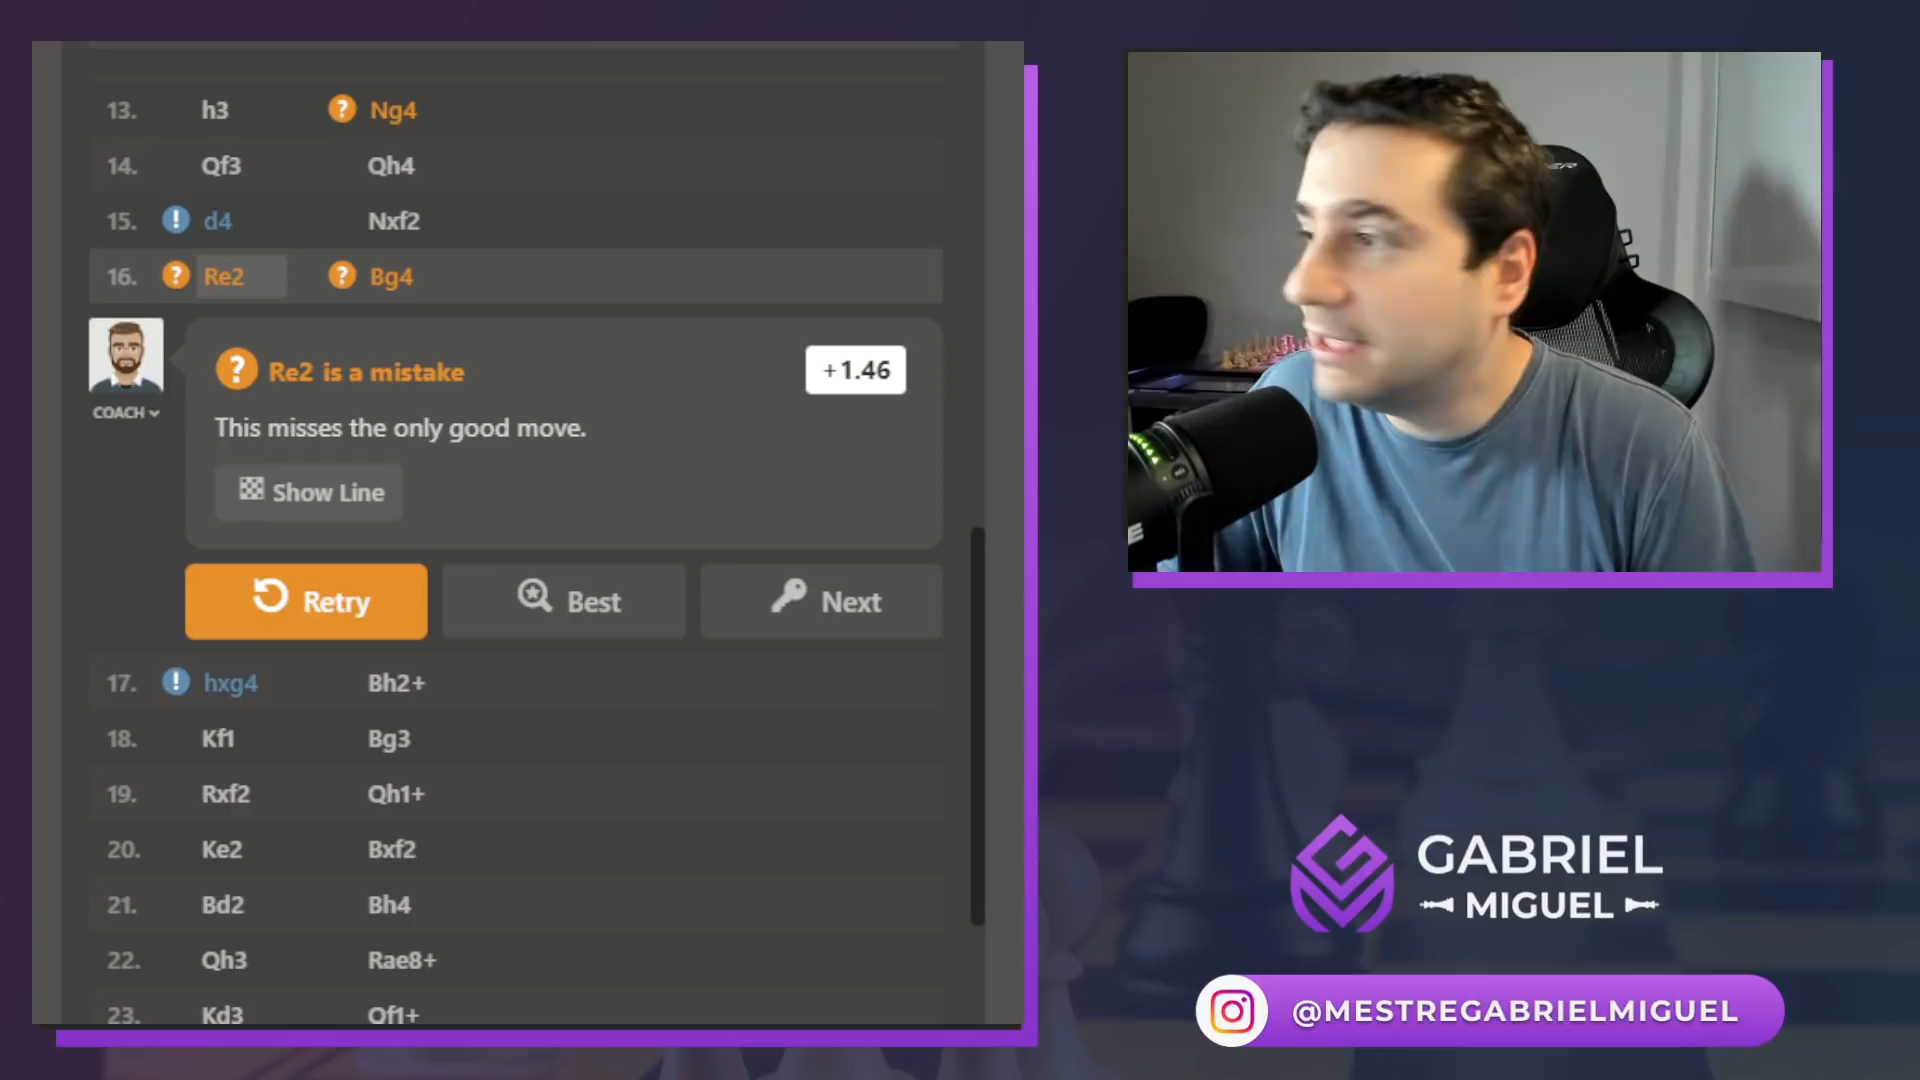 13. h3 ? Ng4
14. Qf3 Qh4
15. ! d4 Nxf2
16. ? Re2 ? Bg4
COACH
? Re2 is a mistake +1.46
This misses the only good move.
Show Line
Retry Best Next
17. ! hxg4 Bh2+
18. Kf1 Bg3
19. Rxf2 Qh1+
20. Ke2 Bxf2
21. Bd2 Bh4
22. Qh3 Rae8+
23. Kd3 Qf1+
GABRIEL
MIGUEL
@MESTREGABRIELMIGUEL